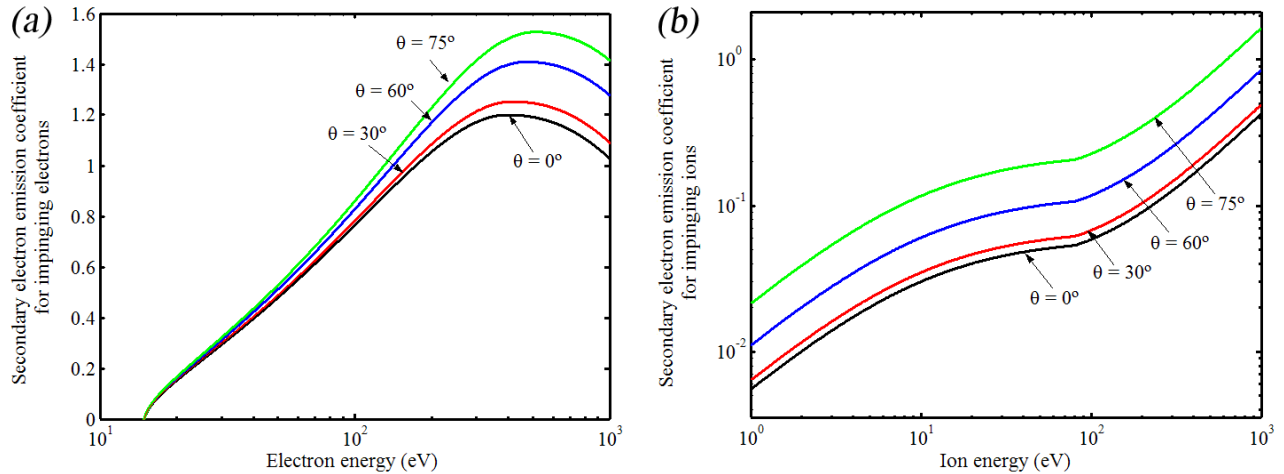 (a)
Secondary electron emission coefficient
for impinging electrons
1.6
1.4
1.2
1
0.8
0.6
0.4
0.2
0
θ = 75º
θ = 60º
θ = 30º
θ = 0º
10¹
10²
10³
Electron energy (eV)
(b)
Secondary electron emission coefficient
for impinging ions
10⁰
10⁻¹
10⁻²
θ = 75º
θ = 60º
θ = 30º
θ = 0º
10⁰
10¹
10²
10³
Ion energy (eV)